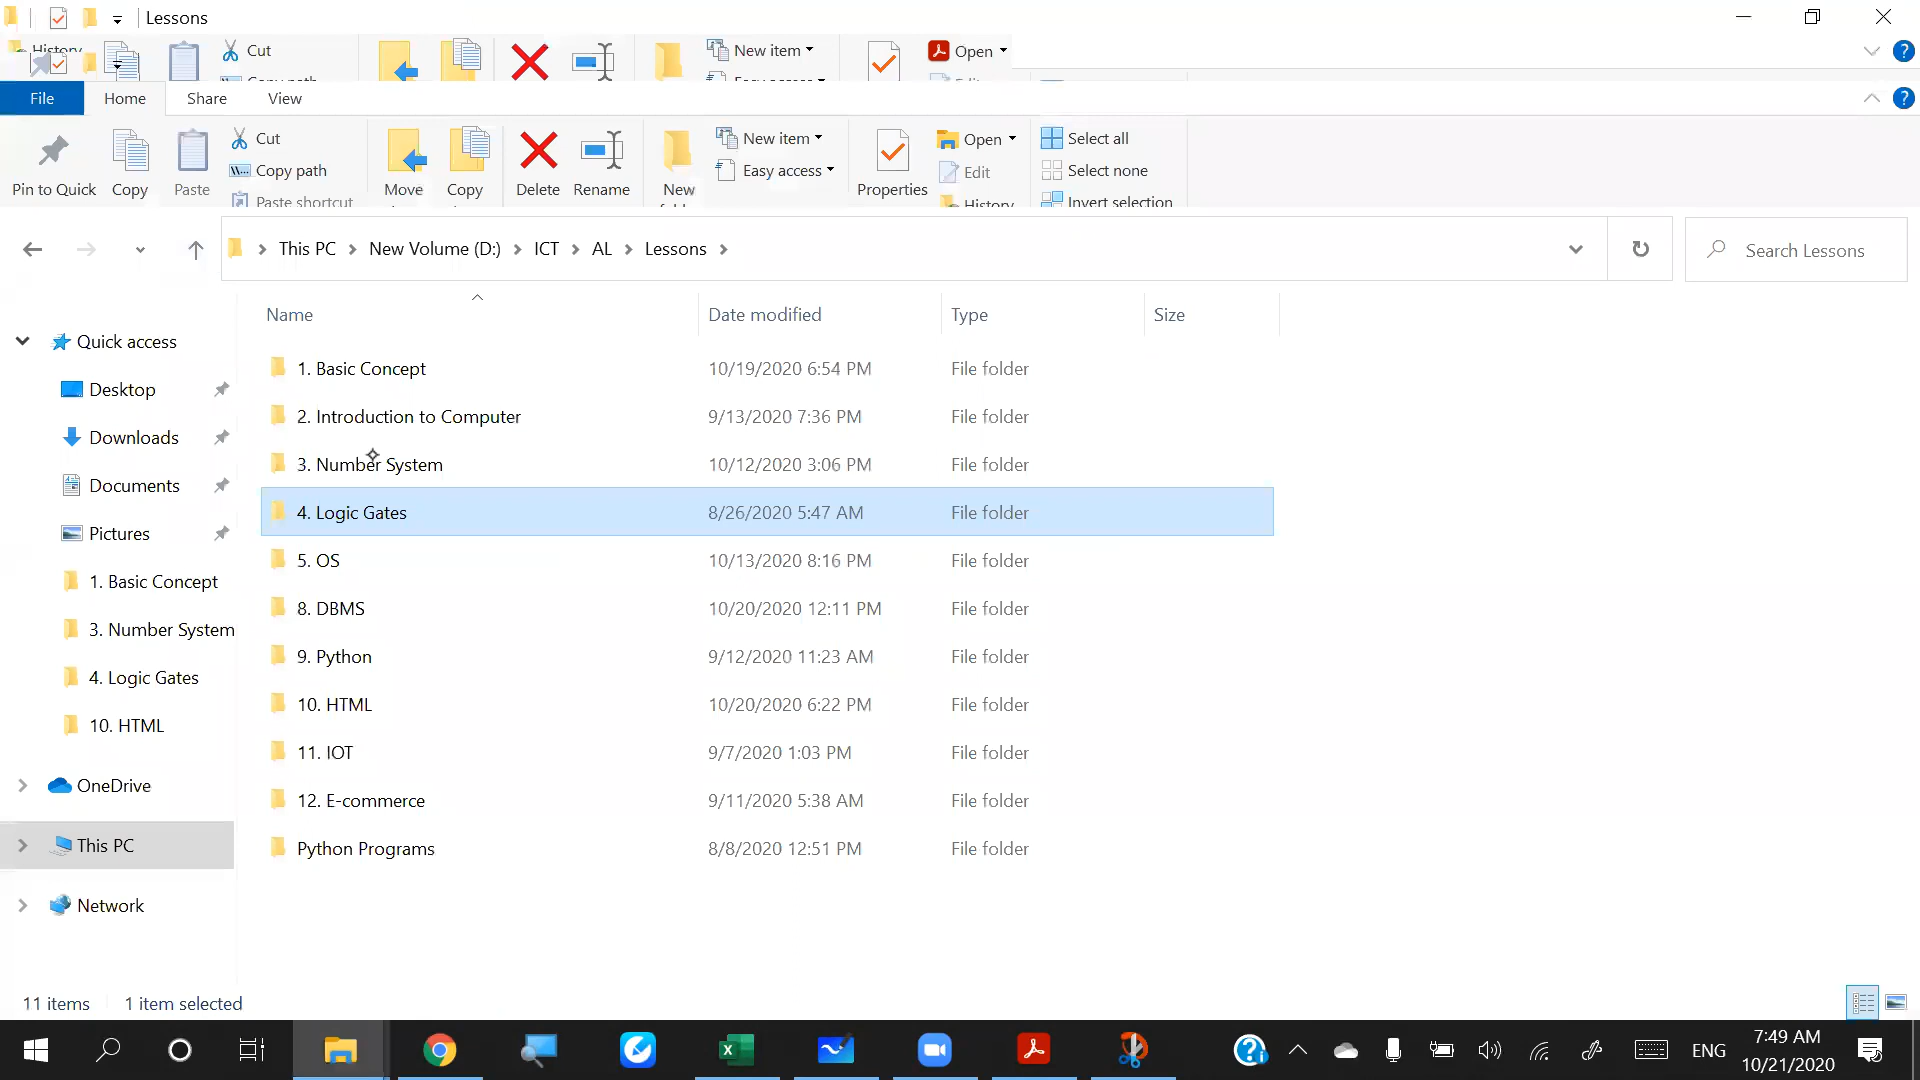 Lessons
History
Cut
New item
Open
File
Home
Share
View
Cut
Copy path
Paste shortcut
New item
Easy access
Open
Edit
History
Select all
Select none
Invert selection
Pin to Quick
Copy
Paste
Move
Copy
Delete
Rename
New
Properties
This PC
New Volume (D:)
ICT
AL
Lessons
Search Lessons
Name
Date modified
Type
Size
Quick access
Desktop
Downloads
Documents
Pictures
1. Basic Concept
3. Number System
4. Logic Gates
10. HTML
OneDrive
This PC
Network
1. Basic Concept 10/19/2020 6:54 PM File folder
2. Introduction to Computer 9/13/2020 7:36 PM File folder
3. Number System 10/12/2020 3:06 PM File folder
4. Logic Gates 8/26/2020 5:47 AM File folder
5. OS 10/13/2020 8:16 PM File folder
8. DBMS 10/20/2020 12:11 PM File folder
9. Python 9/12/2020 11:23 AM File folder
10. HTML 10/20/2020 6:22 PM File folder
11. IOT 9/7/2020 1:03 PM File folder
12. E-commerce 9/11/2020 5:38 AM File folder
Python Programs 8/8/2020 12:51 PM File folder
11 items
1 item selected
ENG
7:49 AM
10/21/2020